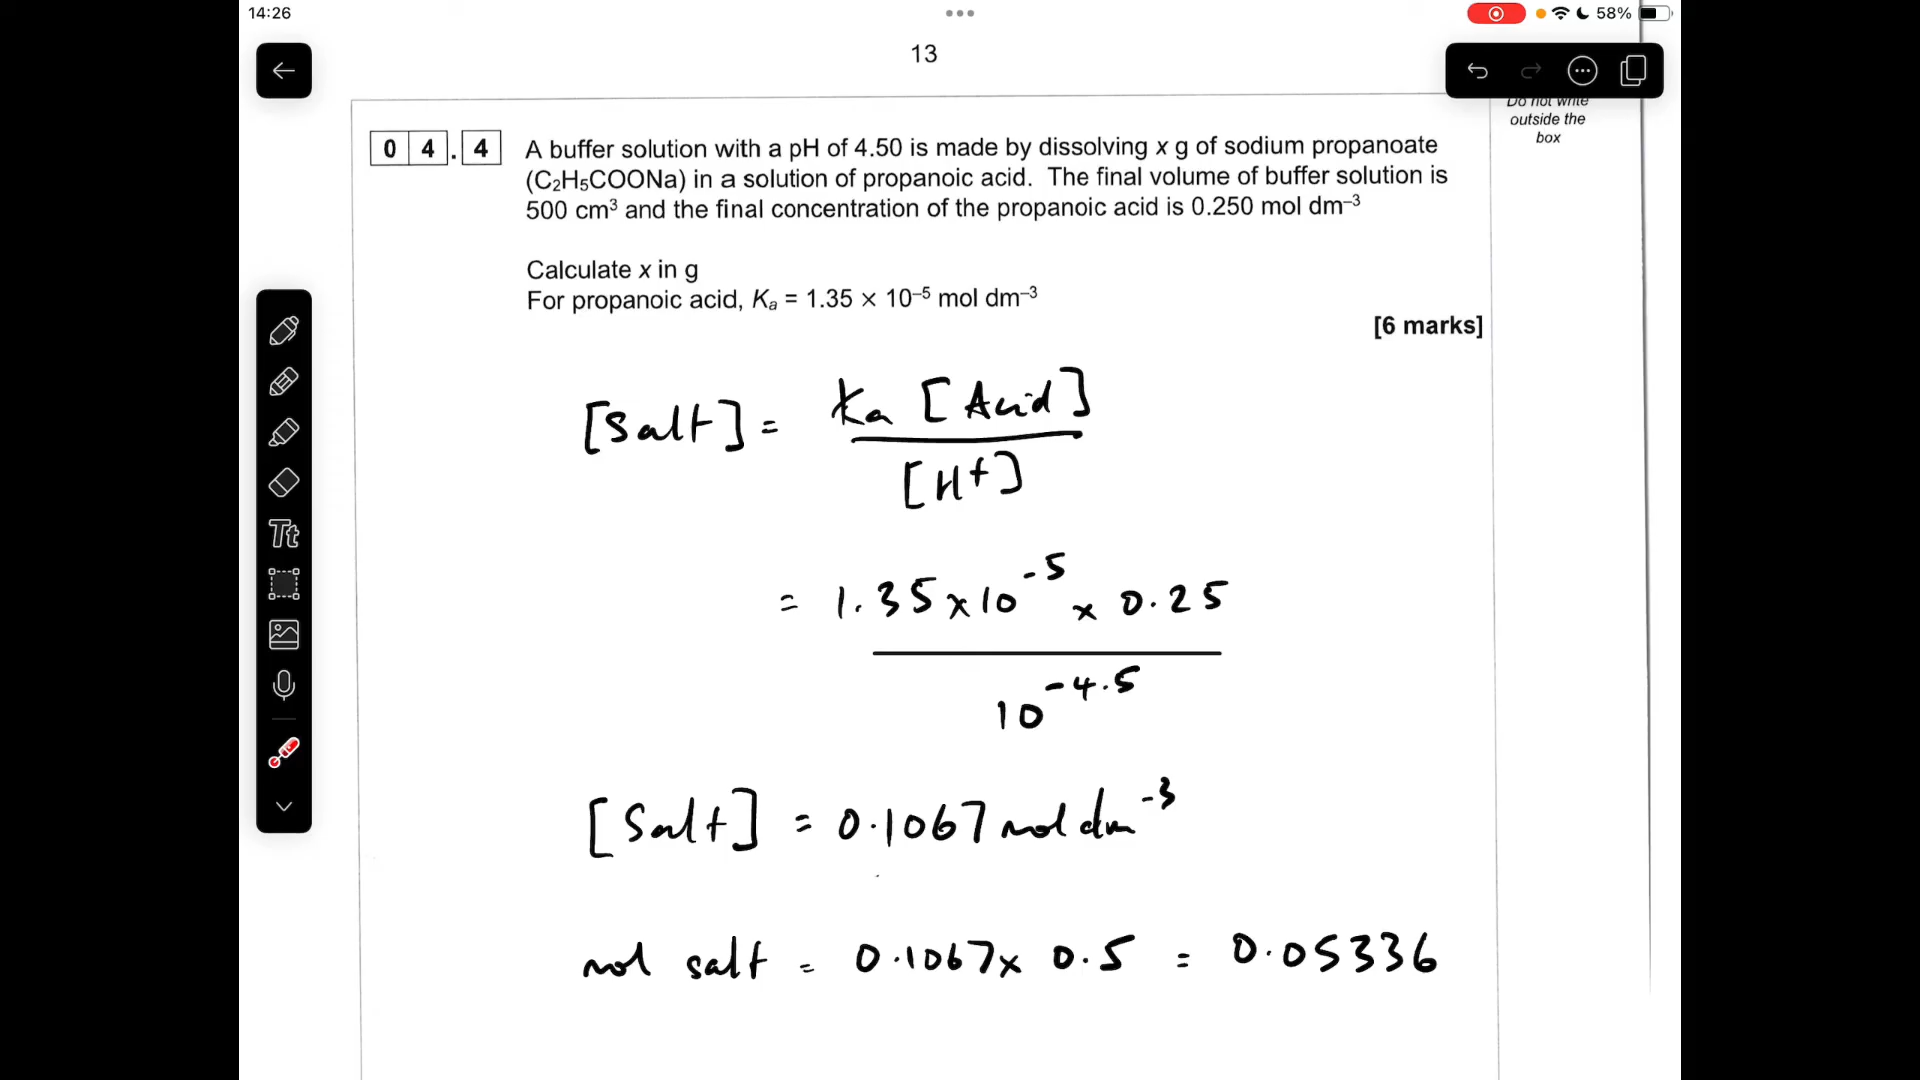 14:26
58%
13
Do not write
outside the
box
0 4 . 4
A buffer solution with a pH of 4.50 is made by dissolving x g of sodium propanoate
(C₂H₅COONa) in a solution of propanoic acid. The final volume of buffer solution is
500 cm³ and the final concentration of the propanoic acid is 0.250 mol dm⁻³
Calculate x in g
For propanoic acid, Kₐ = 1.35 × 10⁻⁵ mol dm⁻³
[6 marks]
[Salt] = Ka [Acid]
[H⁺]
= 1.35 × 10⁻⁵ × 0.25
10⁻⁴·⁵
Tt
[Salt] = 0.1067 mol dm⁻³
mol salt = 0.1067 × 0.5 = 0.05336